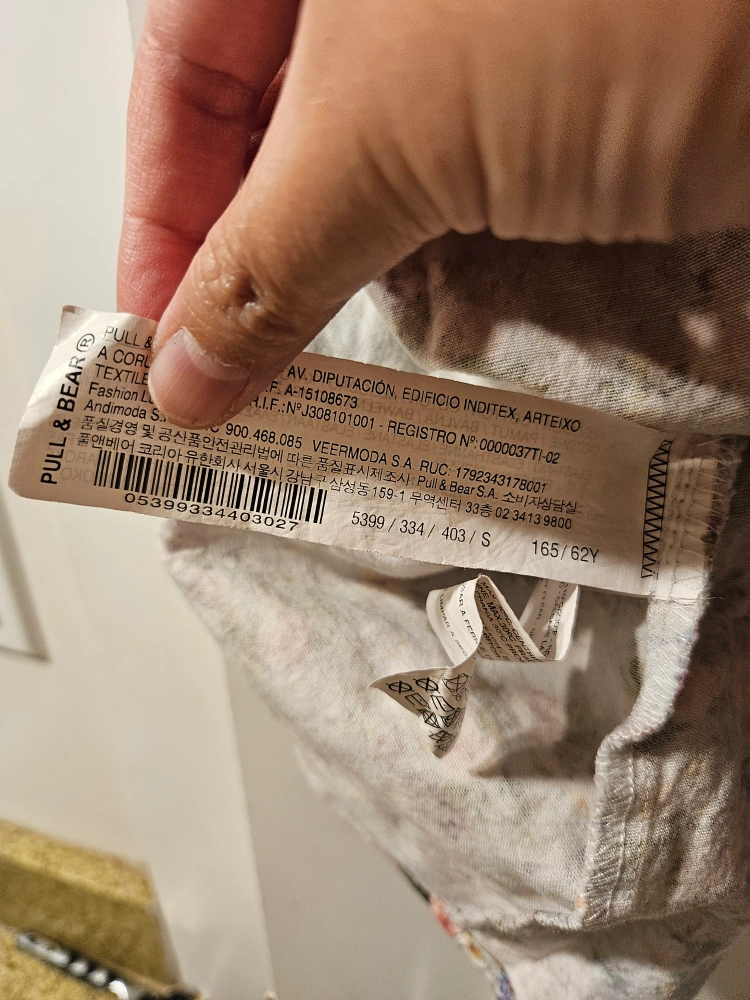 PULL & BEAR®
PULL &
A CORU AV. DIPUTACIÓN, EDIFICIO INDITEX, ARTEIXO
TEXTILE F. A-15108673
Fashion L H.I.F.:NºJ308101001 - REGISTRO Nº:0000037TI-02
Andimoda S. 900.468.085 VEERMODA S.A. RUC: 1792343178001
품질경영 및 공산품안전관리법에 따른 품질표시제조사: Pull & Bear S.A. 소비자상담실:
풀앤베어 코리아 유한회사 서울시 강남구 삼성동 159-1 무역센터 33층 02 3413 9800
05399334403027
5399 / 334 / 403 / S 165 / 62Y